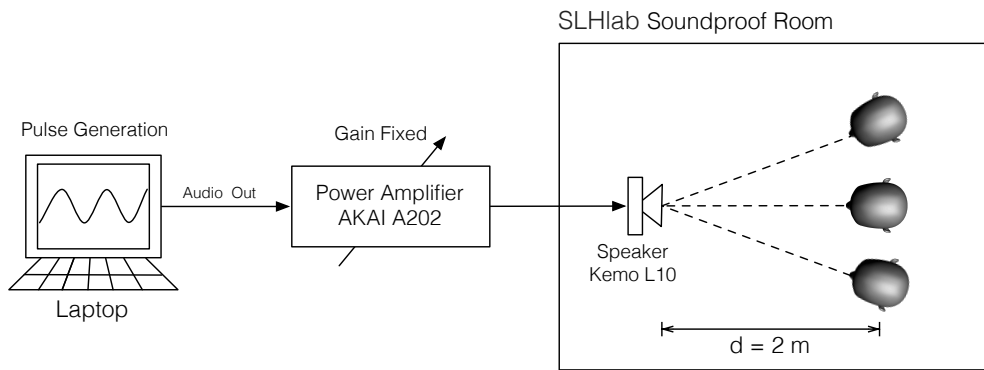 SLHlab Soundproof Room
Pulse Generation
Gain Fixed
Audio Out
Power Amplifier
AKAI A202
Speaker
Kemo L10
Laptop
d = 2 m